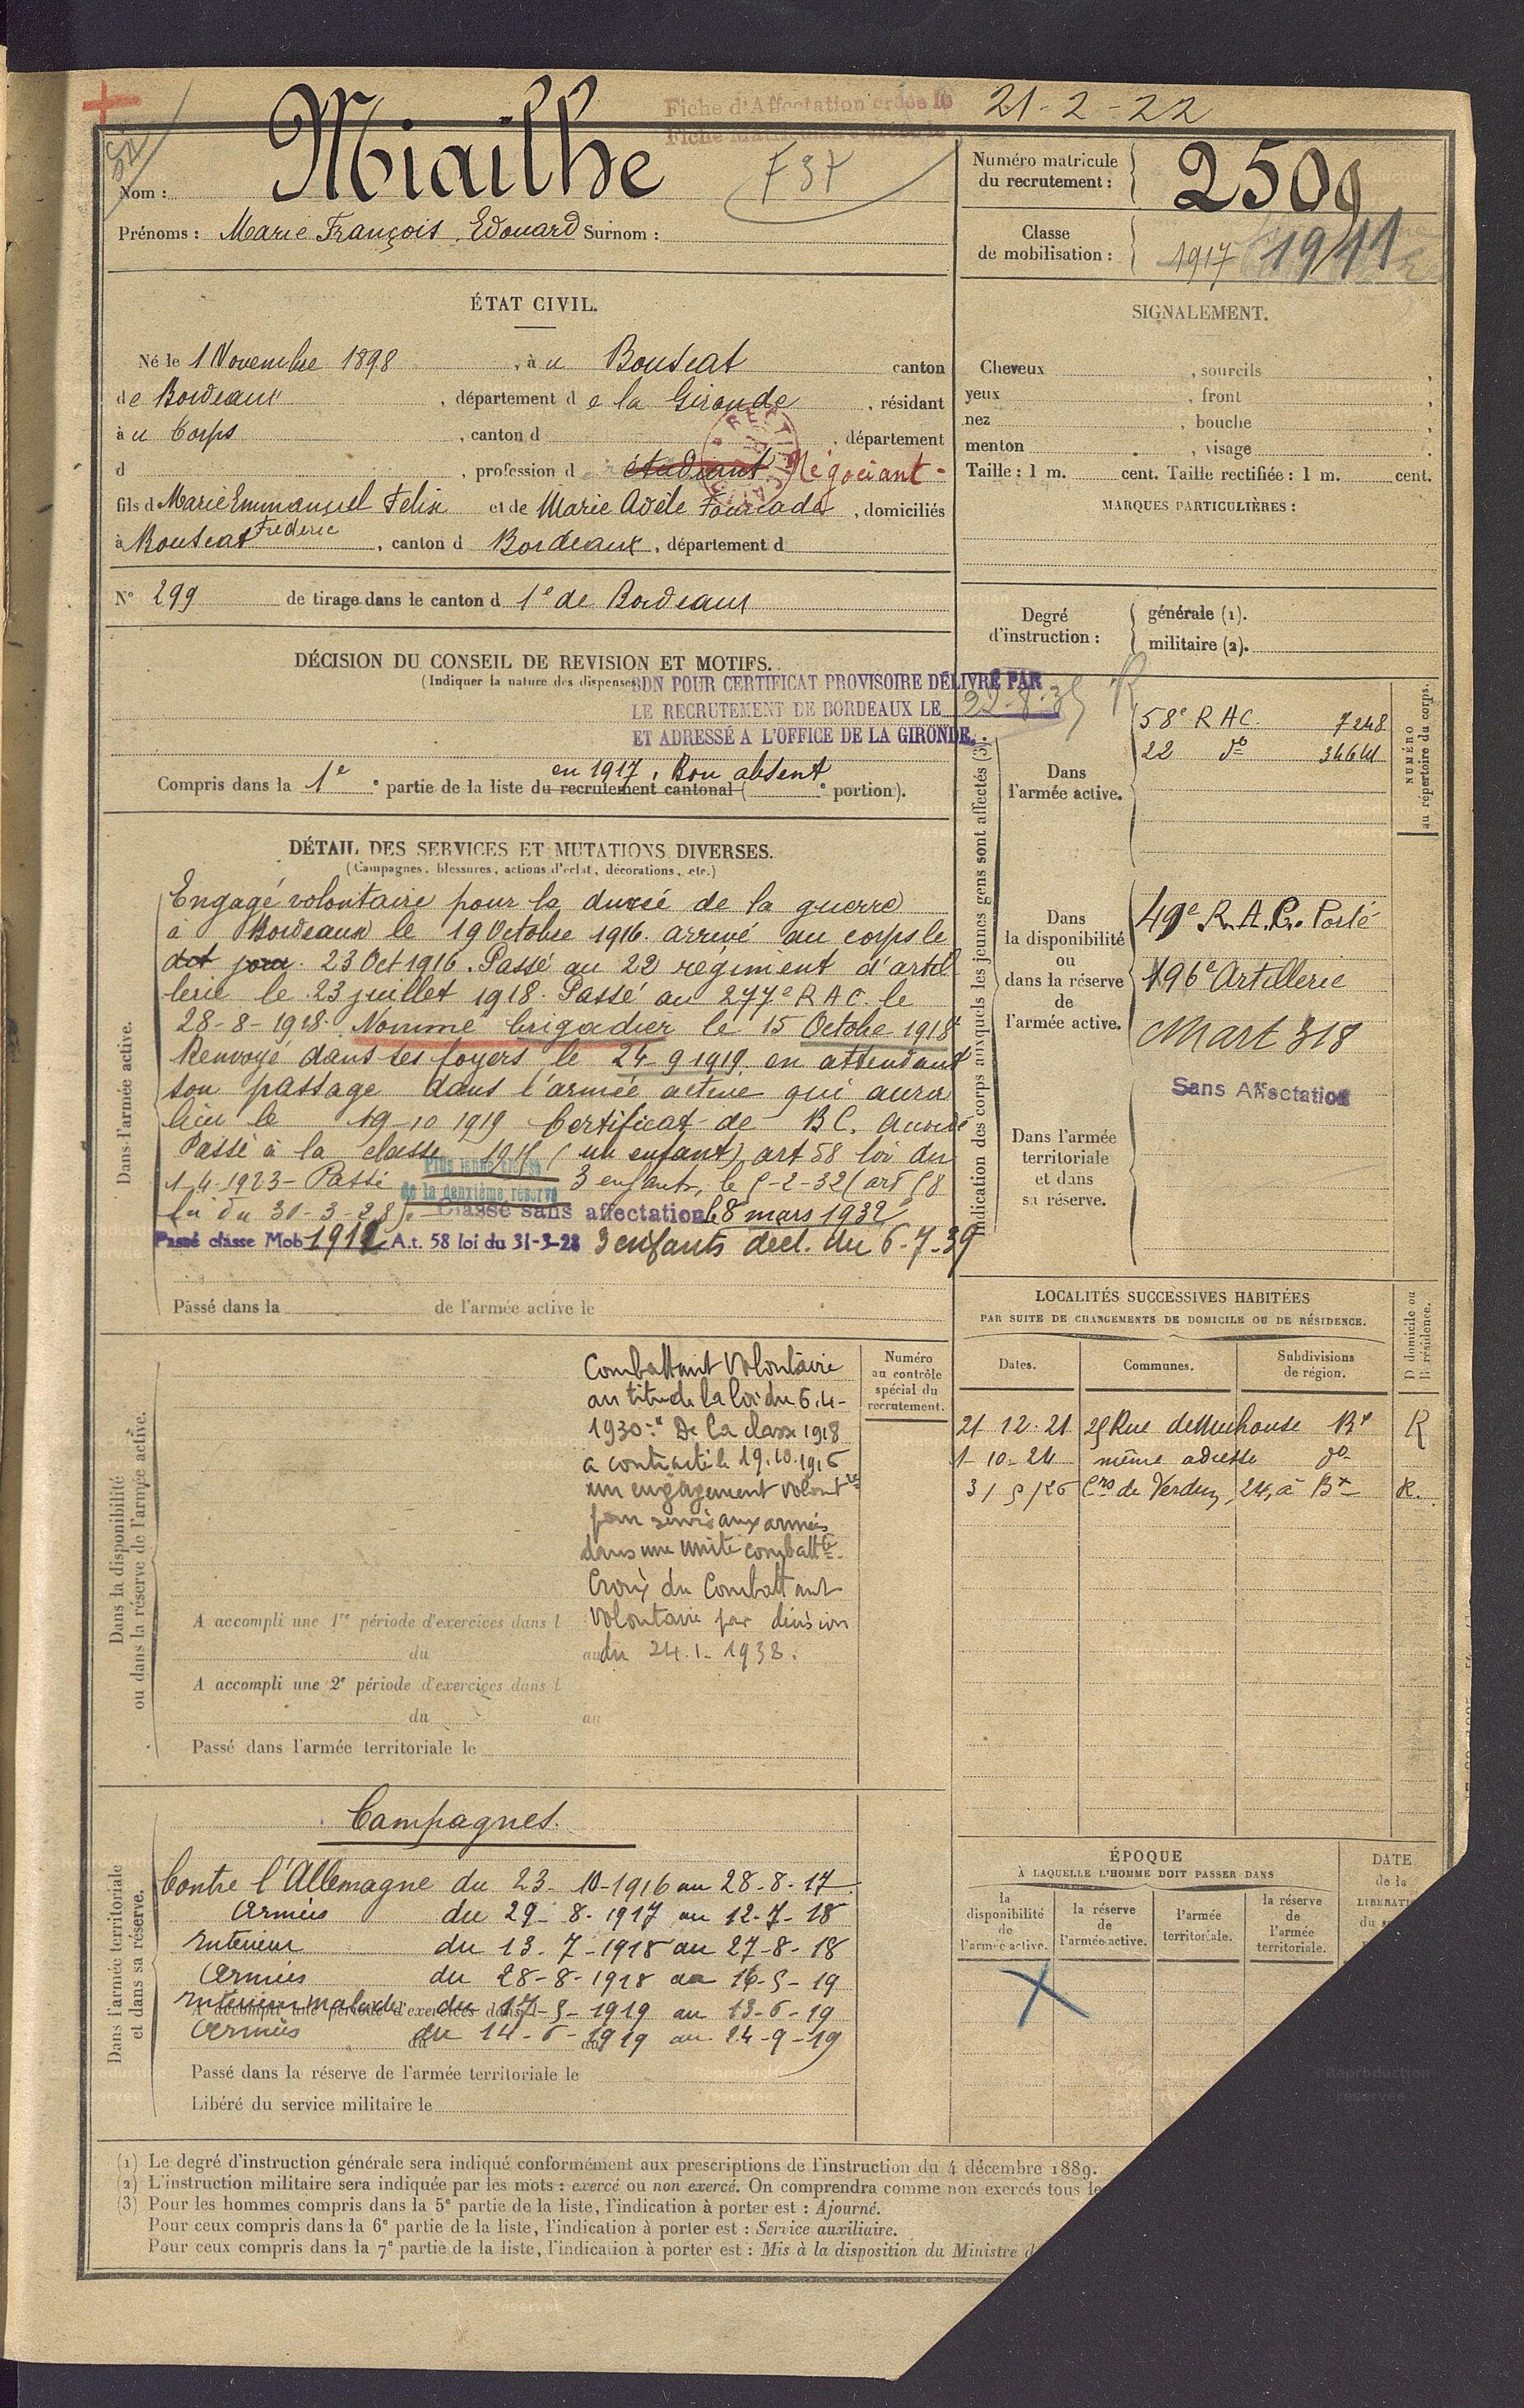 Fiche d'Affectation créée le 21-2-22
Nom : Miailhe
F 37
Prénoms : Marie François Edouard Surnom :
Numéro matricule
du recrutement : 2509
Classe
de mobilisation : 1917 1911
ÉTAT CIVIL.
Né le 1 Novembre 1898 , à u Bouscat canton
de Bordeaux , département d e la Gironde , résidant
à u Corps , canton d , département
d , profession d étudiant Négociant -
fils d Marie Emmanuel Felix et de Marie Adèle Fourcade , domiciliés
Frédéric
à Bouscat , canton d Bordeaux , département d
N° 299 de tirage dans le canton d 1e de Bordeaux
SIGNALEMENT.
Cheveux , sourcils ,
yeux , front ,
nez , bouche ,
menton , visage .
Taille : 1 m. cent. Taille rectifiée : 1 m. cent.
MARQUES PARTICULIÈRES :
Degré
d'instruction :
générale (1).
militaire (2).
DÉCISION DU CONSEIL DE REVISION ET MOTIFS.
(Indiquer la nature des dispenses
BON POUR CERTIFICAT PROVISOIRE DÉLIVRÉ PAR
LE RECRUTEMENT DE BORDEAUX LE 22-8-35
ET ADRESSÉ A L'OFFICE DE LA GIRONDE.
en 1917, Bon absent
Compris dans la 1e e partie de la liste du recrutement cantonal ( e portion).
DÉTAIL DES SERVICES ET MUTATIONS DIVERSES.
(Campagnes, blessures, actions d'éclat, décorations, etc.)
Dans l'armée active.
Engagé volontaire pour la durée de la guerre
à Bordeaux le 19 Octobre 1916. arrivé au corps le
dit jour. 23 Oct 1916. Passé au 22 régiment d'artil
lerie le 23 juillet 1918. Passé au 277e RAC. le
28-8-1918. Nommé brigadier le 15 Octobe 1918
Renvoyé dans ses foyers le 24-9 1919 en attendant
son passage dans l'armée active qui aura
lieu le 19-10 1919 Certificat de BC. Accordé
Passé à la classe (un enfant) art 58 loi du
1-4-1923 - Passé Plus jeune classe
de la deuxième réserve 3 enfants, le 5-2-32 (art 58
loi du 31-3-28). Classé sans affectation le 8 mars 1932
Passé classe Mob 1911 A.t. 58 loi du 31-3-28 3 enfants decl. du 6-7-39
Passé dans la de l'armée active le
Indication des corps auxquels les jeunes gens sont affectés (3).
NUMÉRO
au répertoire du corps.
Dans
l'armée active.
58e RAC. 7248
22 do
Dans
la disponibilité
ou
dans la réserve
de
l'armée active.
49e R.A.C. Porté
196e Artillerie
CMart 318
Sans Affectation
Dans l'armée
territoriale
et dans
sa réserve.
LOCALITÉS SUCCESSIVES HABITÉES
PAR SUITE DE CHANGEMENTS DE DOMICILE OU DE RÉSIDENCE.
Dates. Communes. Subdivisions
de région.
D domicile ou
R résidence.
21 12.21 25 Rue de Mulhouse Bx R
1-10-24 même adresse do
31 5 26 Crs de Verdun, 24, à Bx R.
Dans la disponibilité
ou dans la réserve de l'armée active.
Numéro
au contrôle
spécial du
recrutement.
Combattant Volontaire
au titre de la loi du 6.4-
1930:" De la classe 1918
a contracté le 19.10.1916
un engagement volont re
pour servir aux armées
dans une unité combatt te.
Croix du Combattant
Volontaire par décision
du 24.1.1938.
A accompli une 1re période d'exercices dans l
du au
A accompli une 2e période d'exercices dans l
du au
Passé dans l'armée territoriale le
Dans l'armée territoriale
et dans sa réserve.
Campagnes.
Contre l'Allemagne du 23-10-1916 au 28-8-17
Armées du 29-8-1917 au 12-7-18
Intérieur du 13-7-1918 au 27-8-18
Armées du 28-8-1918 au 16-5-19
Intérieur malade du 17-5-1919 au 13-6-19
Armées du 14-6-1919 au 24-9-19
Passé dans la réserve de l'armée territoriale le
Libéré du service militaire le
ÉPOQUE
À LAQUELLE L'HOMME DOIT PASSER DANS
la
disponibilité
de
l'armée active.
la réserve
de
l'armée active.
l'armée
territoriale.
la réserve
de
l'armée
territoriale.
DATE
de la
LIBÉRATI
du s
(1) Le degré d'instruction générale sera indiqué conformément aux prescriptions de l'instruction du 4 décembre 1889.
(2) L'instruction militaire sera indiquée par les mots : exercé ou non exercé. On comprendra comme non exercés tous le
(3) Pour les hommes compris dans la 5e partie de la liste, l'indication à porter est : Ajourné.
Pour ceux compris dans la 6e partie de la liste, l'indication à porter est : Service auxiliaire.
Pour ceux compris dans la 7e partie de la liste, l'indication à porter est : Mis à la disposition du Ministre d